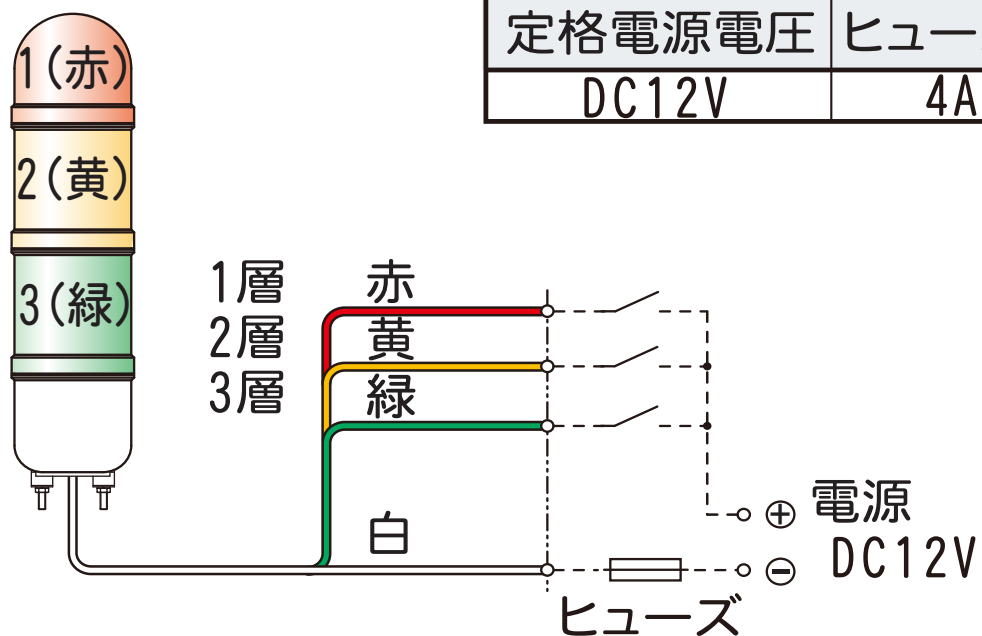 定格電源電圧 ヒュー
DC12V 4A
1(赤)
2(黄)
3(緑)
1層 赤
2層 黄
3層 緑
白
電源
DC12V
ヒューズ